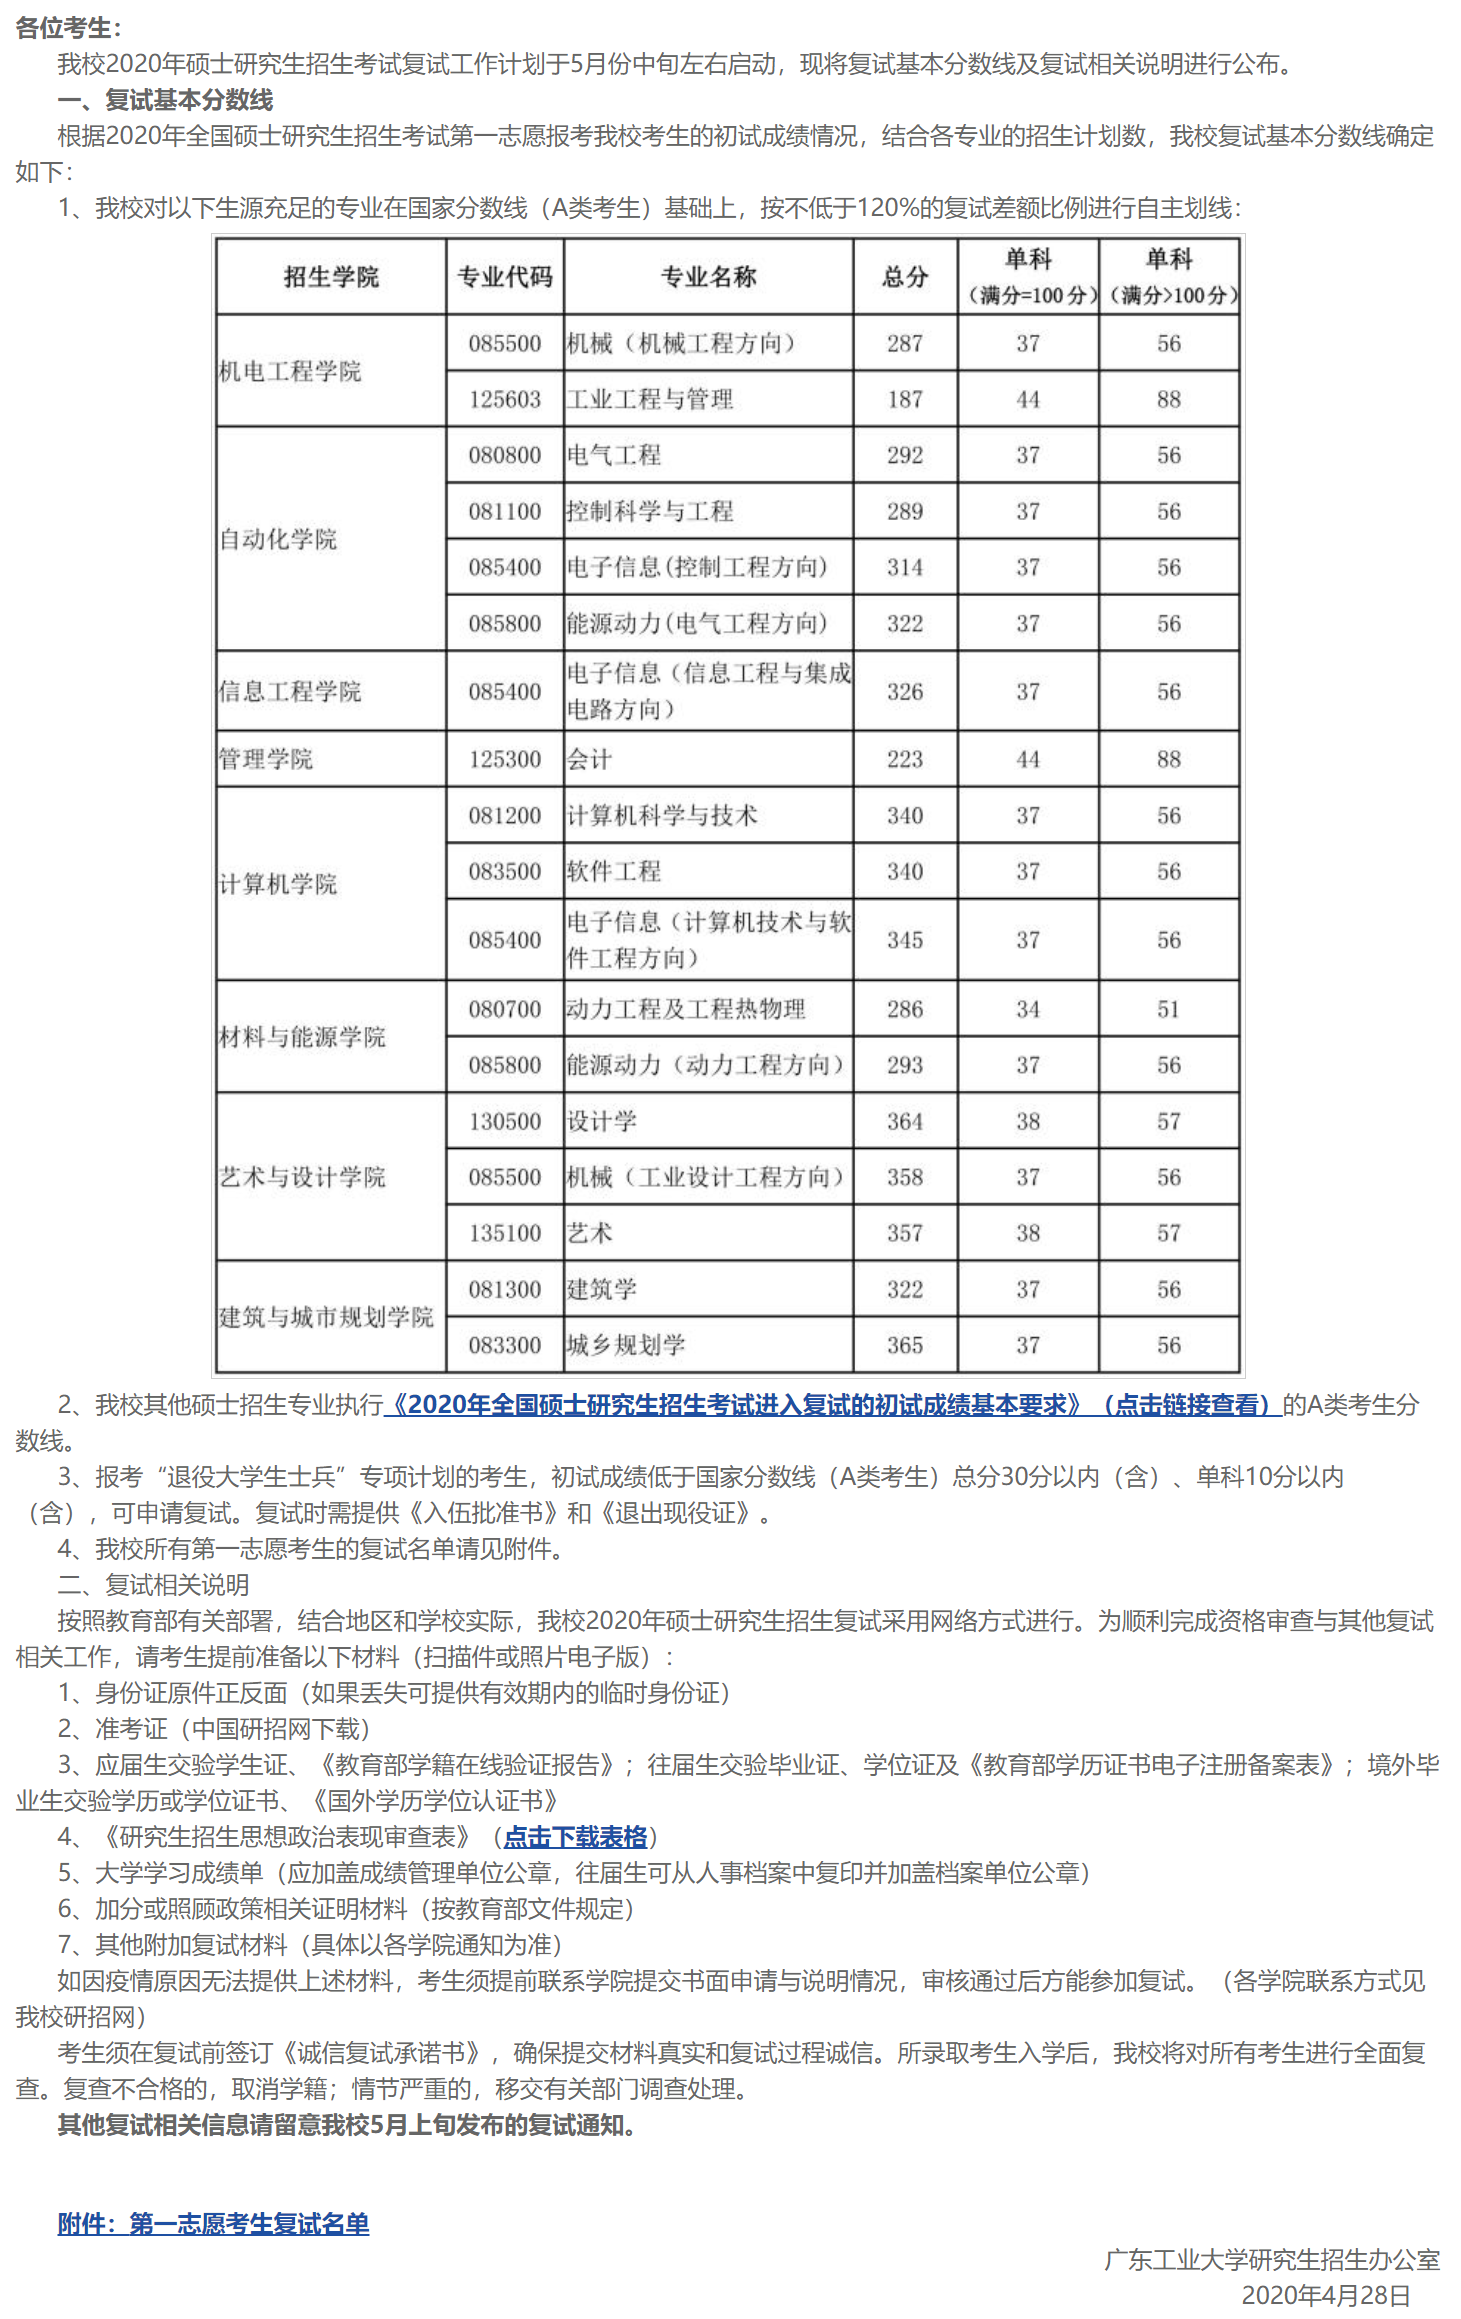 各位考生：
我校2020年硕士研究生招生考试复试工作计划于5月份中旬左右启动，现将复试基本分数线及复试相关说明进行公布。
一、复试基本分数线
根据2020年全国硕士研究生招生考试第一志愿报考我校考生的初试成绩情况，结合各专业的招生计划数，我校复试基本分数线确定
如下：
1、我校对以下生源充足的专业在国家分数线（A类考生）基础上，按不低于120%的复试差额比例进行自主划线：
招生学院 专业代码 专业名称 总分 单科（满分=100分） 单科（满分>100分）
机电工程学院 085500 机械（机械工程方向） 287 37 56
125603 工业工程与管理 187 44 88
自动化学院 080800 电气工程 292 37 56
081100 控制科学与工程 289 37 56
085400 电子信息(控制工程方向) 314 37 56
085800 能源动力(电气工程方向) 322 37 56
信息工程学院 085400 电子信息（信息工程与集成电路方向） 326 37 56
管理学院 125300 会计 223 44 88
计算机学院 081200 计算机科学与技术 340 37 56
083500 软件工程 340 37 56
085400 电子信息（计算机技术与软件工程方向） 345 37 56
材料与能源学院 080700 动力工程及工程热物理 286 34 51
085800 能源动力（动力工程方向） 293 37 56
艺术与设计学院 130500 设计学 364 38 57
085500 机械（工业设计工程方向） 358 37 56
135100 艺术 357 38 57
建筑与城市规划学院 081300 建筑学 322 37 56
083300 城乡规划学 365 37 56
2、我校其他硕士招生专业执行《2020年全国硕士研究生招生考试进入复试的初试成绩基本要求》（点击链接查看）的A类考生分
数线。
3、报考“退役大学生士兵”专项计划的考生，初试成绩低于国家分数线（A类考生）总分30分以内（含）、单科10分以内
（含），可申请复试。复试时需提供《入伍批准书》和《退出现役证》。
4、我校所有第一志愿考生的复试名单请见附件。
二、复试相关说明
按照教育部有关部署，结合地区和学校实际，我校2020年硕士研究生招生复试采用网络方式进行。为顺利完成资格审查与其他复试
相关工作，请考生提前准备以下材料（扫描件或照片电子版）：
1、身份证原件正反面（如果丢失可提供有效期内的临时身份证）
2、准考证（中国研招网下载）
3、应届生交验学生证、《教育部学籍在线验证报告》；往届生交验毕业证、学位证及《教育部学历证书电子注册备案表》；境外毕
业生交验学历或学位证书、《国外学历学位认证书》
4、《研究生招生思想政治表现审查表》（点击下载表格）
5、大学学习成绩单（应加盖成绩管理单位公章，往届生可从人事档案中复印并加盖档案单位公章）
6、加分或照顾政策相关证明材料（按教育部文件规定）
7、其他附加复试材料（具体以各学院通知为准）
如因疫情原因无法提供上述材料，考生须提前联系学院提交书面申请与说明情况，审核通过后方能参加复试。（各学院联系方式见
我校研招网）
考生须在复试前签订《诚信复试承诺书》，确保提交材料真实和复试过程诚信。所录取考生入学后，我校将对所有考生进行全面复
查。复查不合格的，取消学籍；情节严重的，移交有关部门调查处理。
其他复试相关信息请留意我校5月上旬发布的复试通知。
附件：第一志愿考生复试名单
广东工业大学研究生招生办公室
2020年4月28日